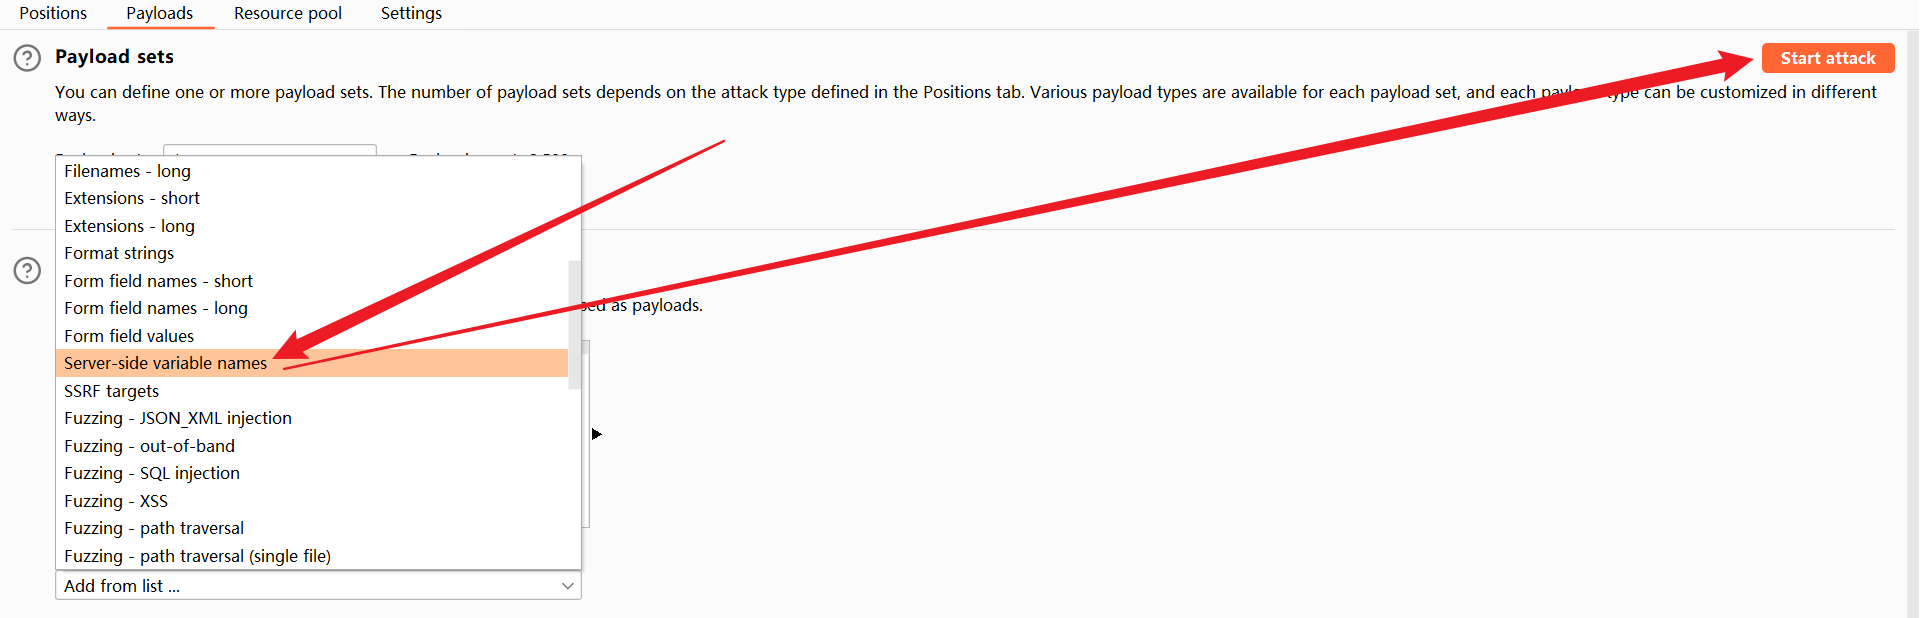 Positions Payloads Resource pool Settings
Payload sets
Start attack
You can define one or more payload sets. The number of payload sets depends on the attack type defined in the Positions tab. Various payload types are available for each payload set, and each payload type can be customized in different
ways.
Filenames - long
Extensions - short
Extensions - long
Format strings
Form field names - short
Form field names - long
as payloads.
Form field values
Server-side variable names
SSRF targets
Fuzzing - JSON_XML injection
Fuzzing - out-of-band
Fuzzing - SQL injection
Fuzzing - XSS
Fuzzing - path traversal
Fuzzing - path traversal (single file)
Add from list ...